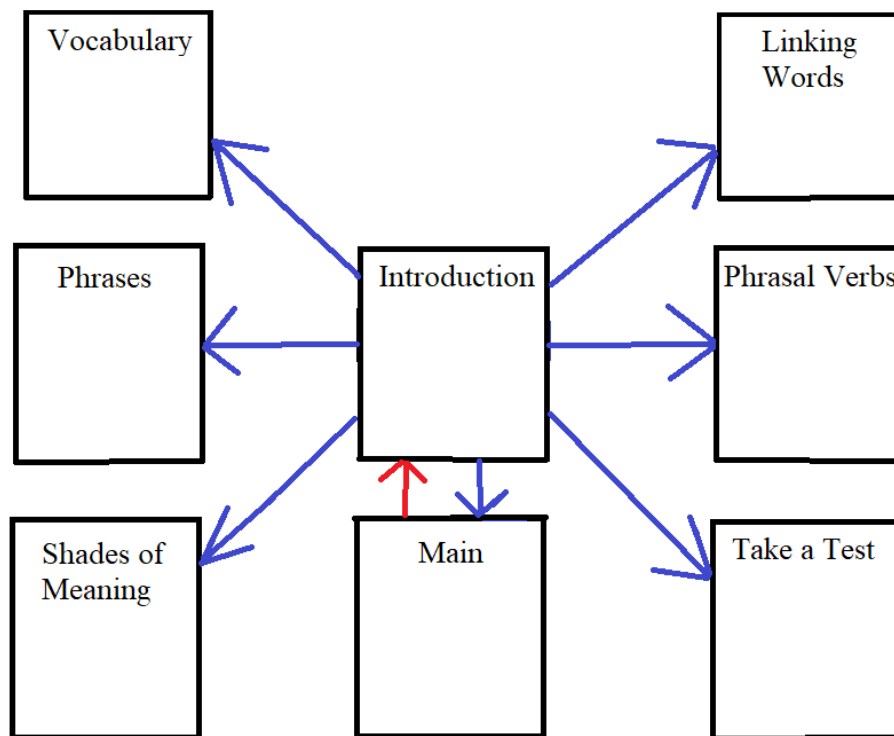 Vocabulary
Linking
Words
Phrases
Introduction
Phrasal Verbs
Shades of
Meaning
Main
Take a Test